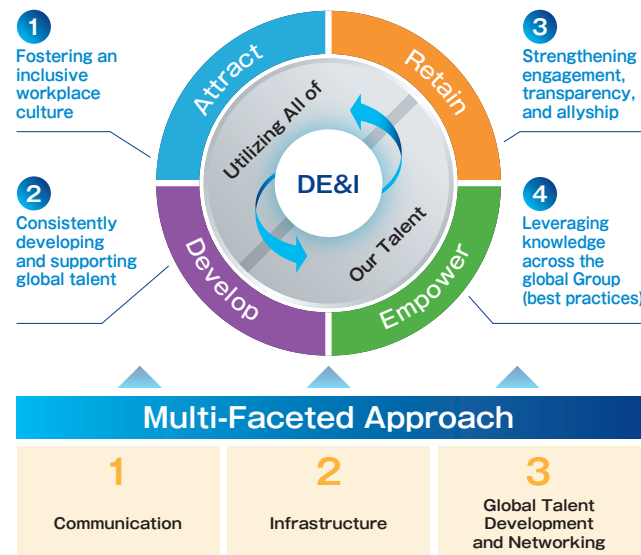 1
Fostering an
inclusive
workplace
culture
Attract
Retain
3
Strengthening
engagement,
transparency,
and allyship
Utilizing All of
DE&I
Our Talent
2
Consistently
developing
and supporting
global talent
Develop
Empower
4
Leveraging
knowledge
across the
global Group
(best practices)
Multi-Faceted Approach
1
Communication
2
Infrastructure
3
Global Talent
Development
and Networking